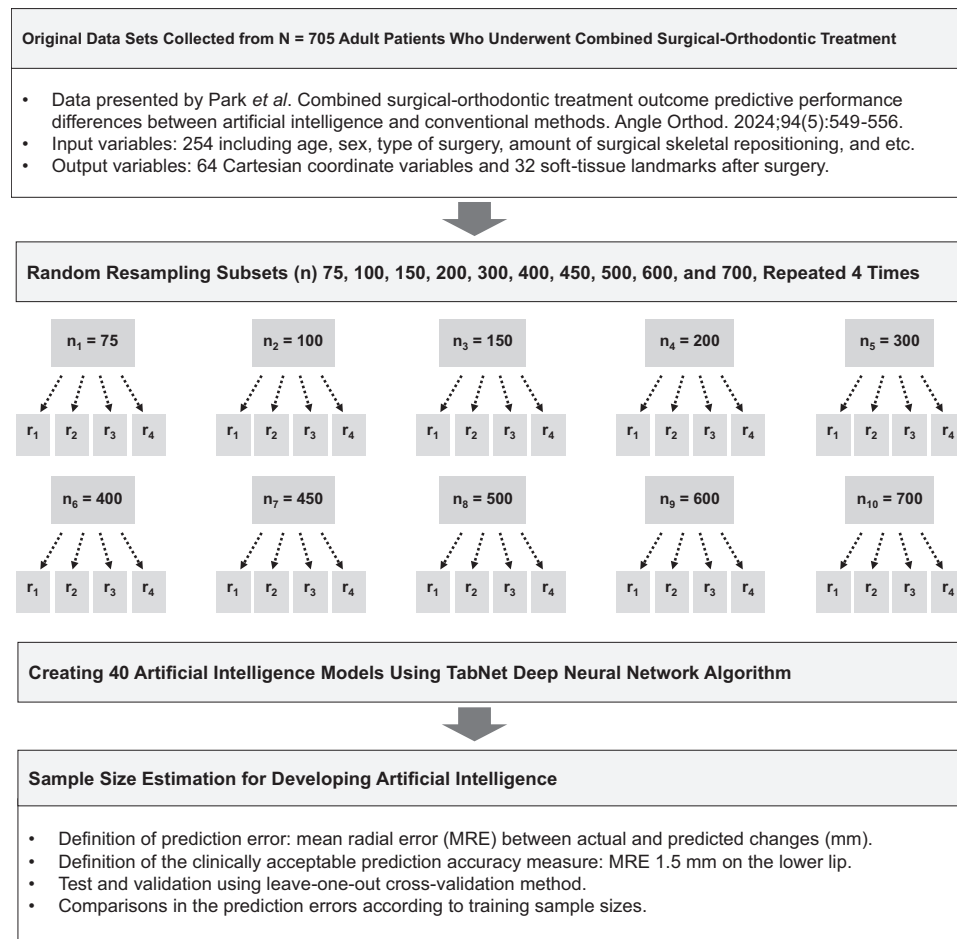 Original Data Sets Collected from N = 705 Adult Patients Who Underwent Combined Surgical-Orthodontic Treatment
• Data presented by Park et al. Combined surgical-orthodontic treatment outcome predictive performance
differences between artificial intelligence and conventional methods. Angle Orthod. 2024;94(5):549-556.
• Input variables: 254 including age, sex, type of surgery, amount of surgical skeletal repositioning, and etc.
• Output variables: 64 Cartesian coordinate variables and 32 soft-tissue landmarks after surgery.
Random Resampling Subsets (n) 75, 100, 150, 200, 300, 400, 450, 500, 600, and 700, Repeated 4 Times
n₁ = 75 n₂ = 100 n₃ = 150 n₄ = 200 n₅ = 300
r₁ r₂ r₃ r₄ r₁ r₂ r₃ r₄ r₁ r₂ r₃ r₄ r₁ r₂ r₃ r₄ r₁ r₂ r₃ r₄
n₆ = 400 n₇ = 450 n₈ = 500 n₉ = 600 n₁₀ = 700
r₁ r₂ r₃ r₄ r₁ r₂ r₃ r₄ r₁ r₂ r₃ r₄ r₁ r₂ r₃ r₄ r₁ r₂ r₃ r₄
Creating 40 Artificial Intelligence Models Using TabNet Deep Neural Network Algorithm
Sample Size Estimation for Developing Artificial Intelligence
• Definition of prediction error: mean radial error (MRE) between actual and predicted changes (mm).
• Definition of the clinically acceptable prediction accuracy measure: MRE 1.5 mm on the lower lip.
• Test and validation using leave-one-out cross-validation method.
• Comparisons in the prediction errors according to training sample sizes.